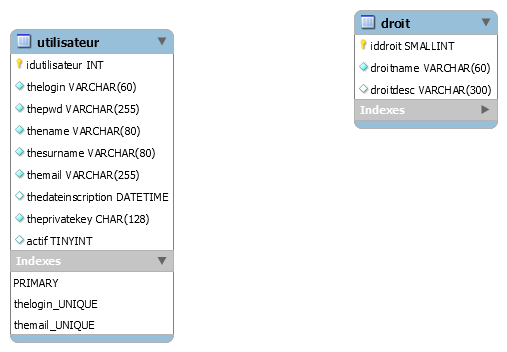 utilisateur
idutilisateur INT
thelogin VARCHAR(60)
thepwd VARCHAR(255)
thename VARCHAR(80)
thesurname VARCHAR(80)
themail VARCHAR(255)
thedateinscription DATETIME
theprivatekey CHAR(128)
actif TINYINT
Indexes
PRIMARY
thelogin_UNIQUE
themail_UNIQUE
droit
iddroit SMALLINT
droitname VARCHAR(60)
droitdesc VARCHAR(300)
Indexes